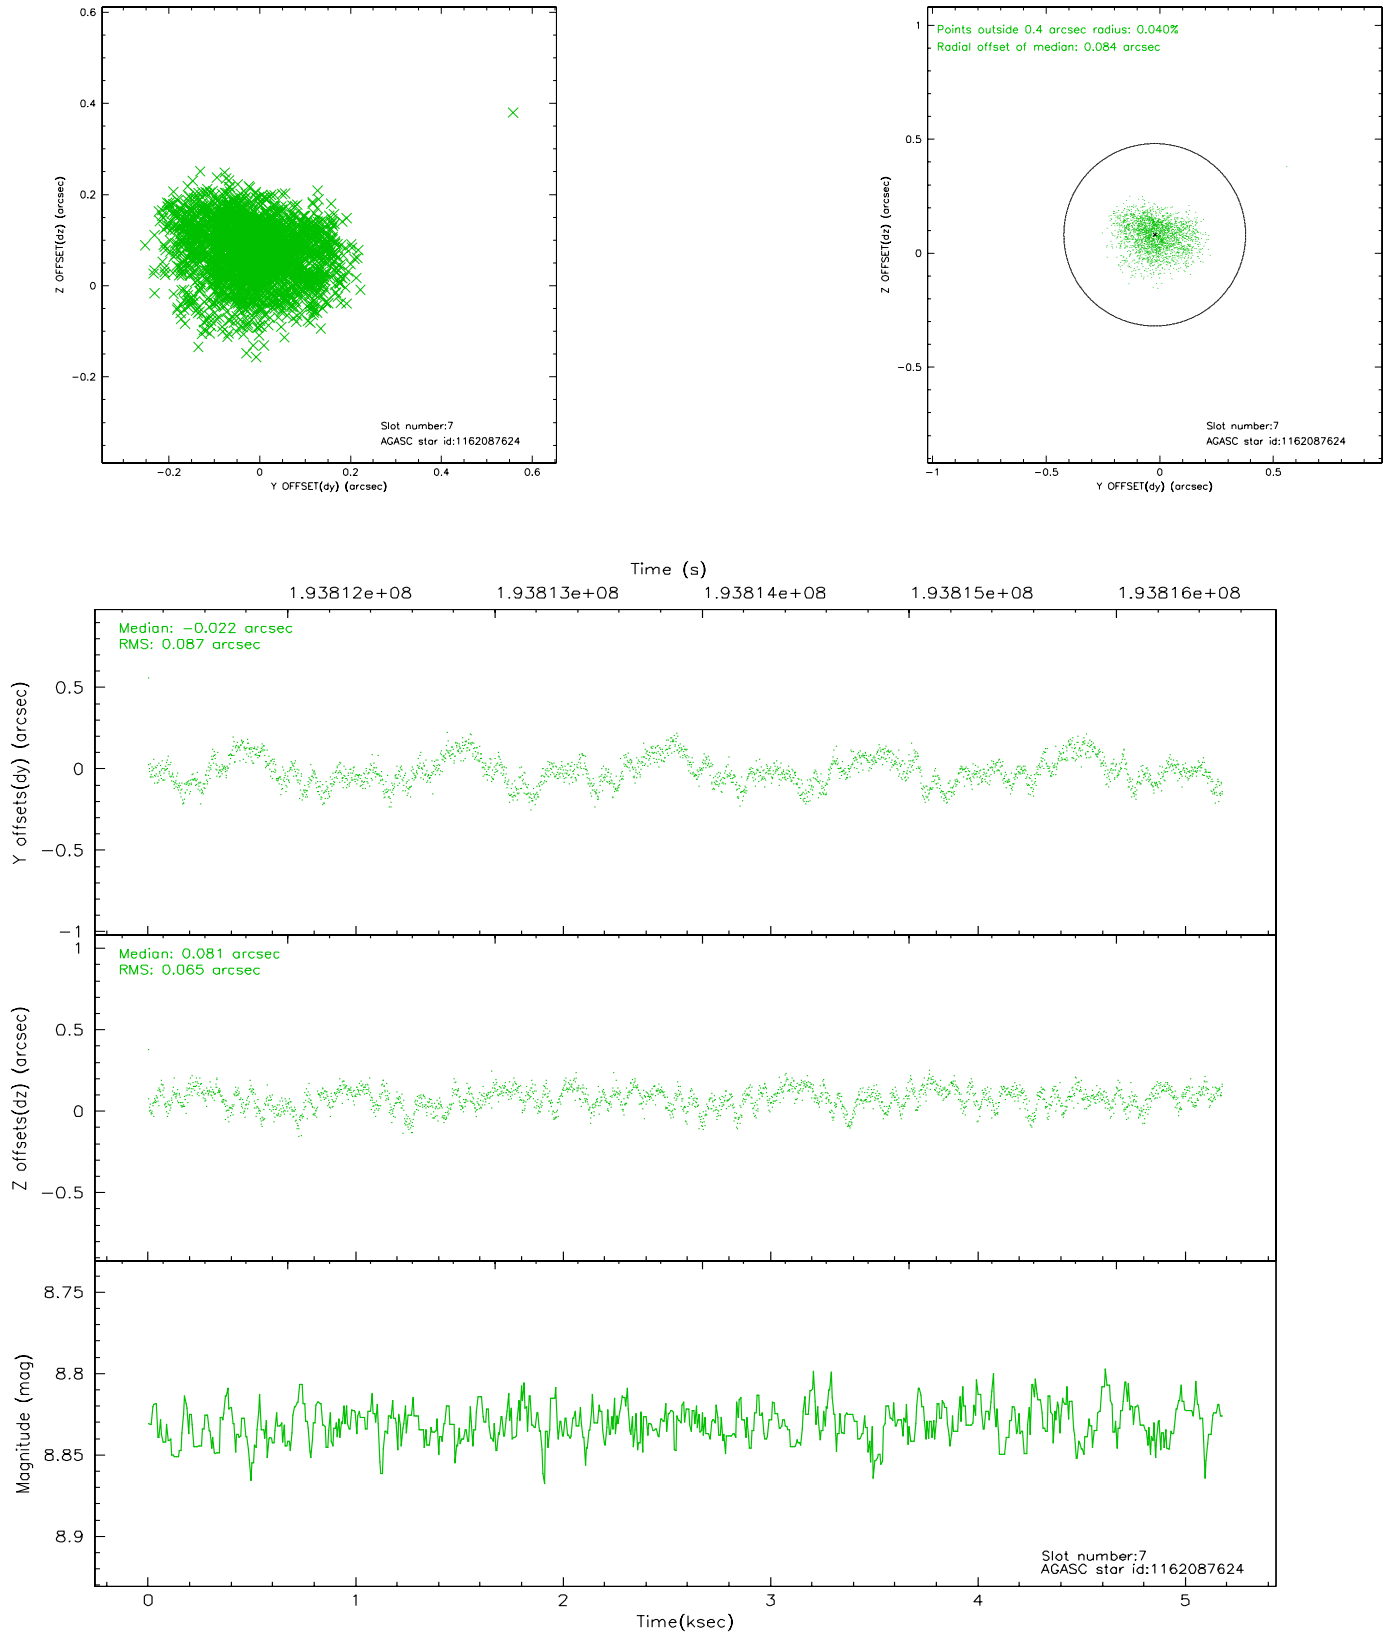 0.6
0.4
0.2
0
-0.2
Z OFFSET(dz) (arcsec)
Slot number:7
AGASC star id:1162087624
-0.2 0 0.2 0.4 0.6
Y OFFSET(dy) (arcsec)
Points outside 0.4 arcsec radius: 0.040%
Radial offset of median: 0.084 arcsec
1
0.5
0
-0.5
Z OFFSET(dz) (arcsec)
Slot number:7
AGASC star id:1162087624
-1 -0.5 0 0.5
Y OFFSET(dy) (arcsec)
Time (s)
1.93812e+08 1.93813e+08 1.93814e+08 1.93815e+08 1.93816e+08
Median: -0.022 arcsec
RMS: 0.087 arcsec
0.5
0
-0.5
-1
Y offsets(dy) (arcsec)
Median: 0.081 arcsec
RMS: 0.065 arcsec
1
0.5
0
-0.5
Z offsets(dz) (arcsec)
8.75
8.8
8.85
8.9
Magnitude (mag)
Slot number:7
AGASC star id:1162087624
0 1 2 3 4 5
Time(ksec)